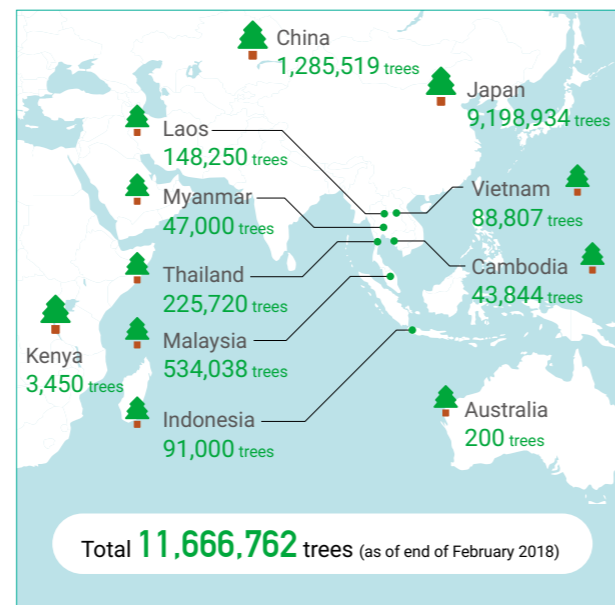 China
1,285,519 trees
Japan
9,198,934 trees
Laos
148,250 trees
Myanmar
47,000 trees
Vietnam
88,807 trees
Thailand
225,720 trees
Cambodia
43,844 trees
Kenya
3,450 trees
Malaysia
534,038 trees
Indonesia
91,000 trees
Australia
200 trees
Total 11,666,762 trees (as of end of February 2018)